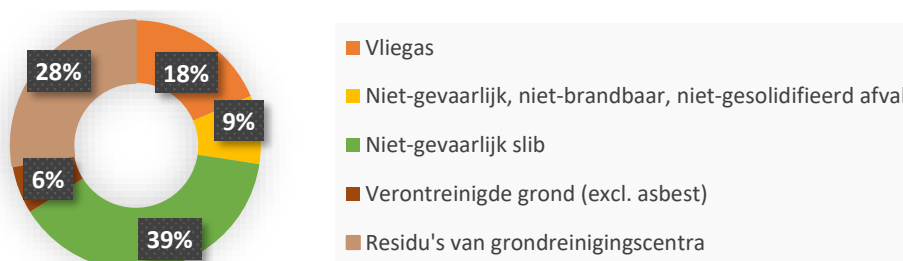 28%
18%
9%
6%
39%
Vliegas
Niet-gevaarlijk, niet-brandbaar, niet-gesolidifieerd afval
Niet-gevaarlijk slib
Verontreinigde grond (excl. asbest)
Residu's van grondreinigingscentra